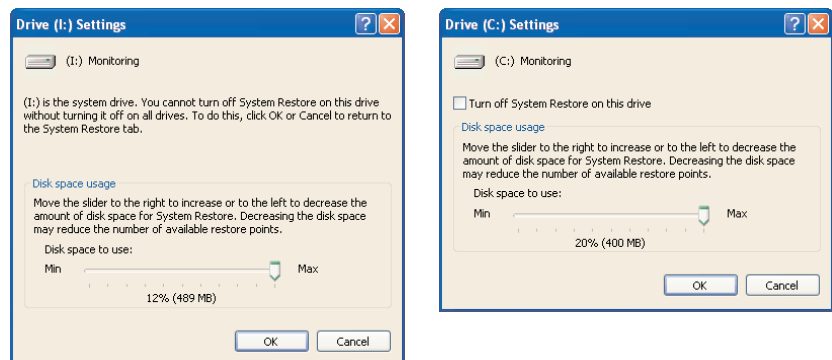 Drive (I:) Settings
(I:) Monitoring
(I:) is the system drive. You cannot turn off System Restore on this drive
without turning it off on all drives. To do this, click OK or Cancel to return to
the System Restore tab.
Disk space usage
Move the slider to the right to increase or to the left to decrease the
amount of disk space for System Restore. Decreasing the disk space
may reduce the number of available restore points.
Disk space to use:
Min Max
12% (489 MB)
OK Cancel
Drive (C:) Settings
(C:) Monitoring
Turn off System Restore on this drive
Disk space usage
Move the slider to the right to increase or to the left to decrease the
amount of disk space for System Restore. Decreasing the disk space
may reduce the number of available restore points.
Disk space to use:
Min Max
20% (400 MB)
OK Cancel